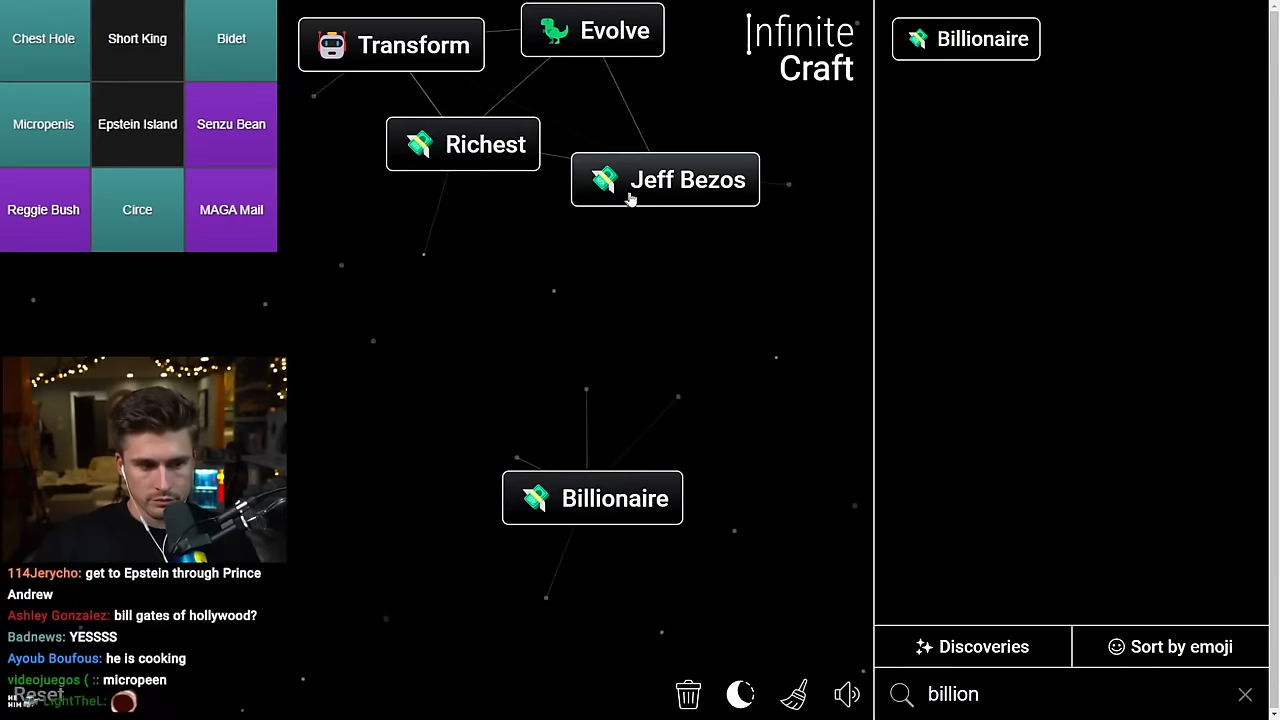 Chest Hole
Short King
Bidet
Micropenis
Epstein Island
Senzu Bean
Reggie Bush
Circe
MAGA Mail
Transform
Evolve
Richest
Jeff Bezos
Billionaire
Infinite
Craft
Billionaire
114Jerycho: get to Epstein through Prince
Andrew
Ashley Gonzalez: bill gates of hollywood?
Badnews: YESSSS
Ayoub Boufous: he is cooking
videojuegos ( :: micropeen
Reset
LightTheL:
Discoveries
Sort by emoji
billion